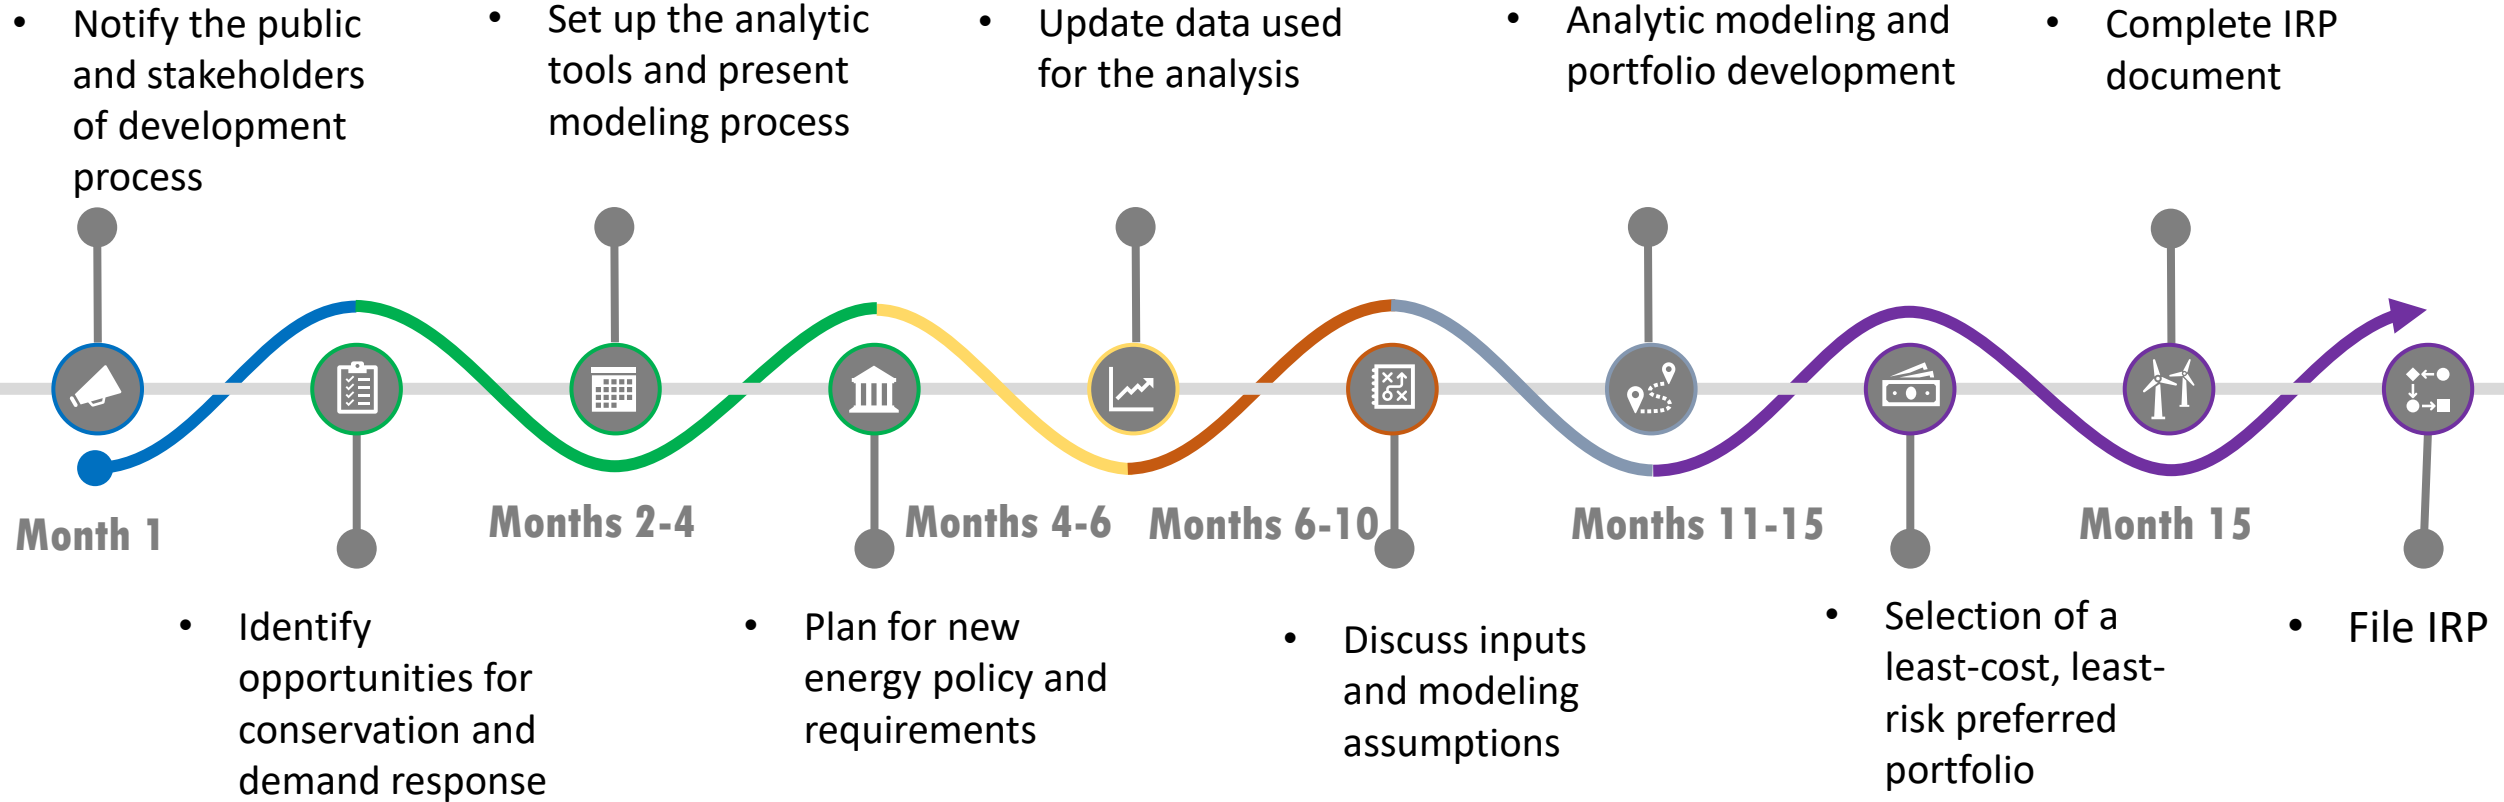 • Notify the public
and stakeholders
of development
process
• Set up the analytic
tools and present
modeling process
• Update data used
for the analysis
• Analytic modeling and
portfolio development
• Complete IRP
document
Month 1
Months 2-4
Months 4-6
Months 6-10
Months 11-15
Month 15
• Identify
opportunities for
conservation and
demand response
• Plan for new
energy policy and
requirements
• Discuss inputs
and modeling
assumptions
• Selection of a
least-cost, least-
risk preferred
portfolio
• File IRP